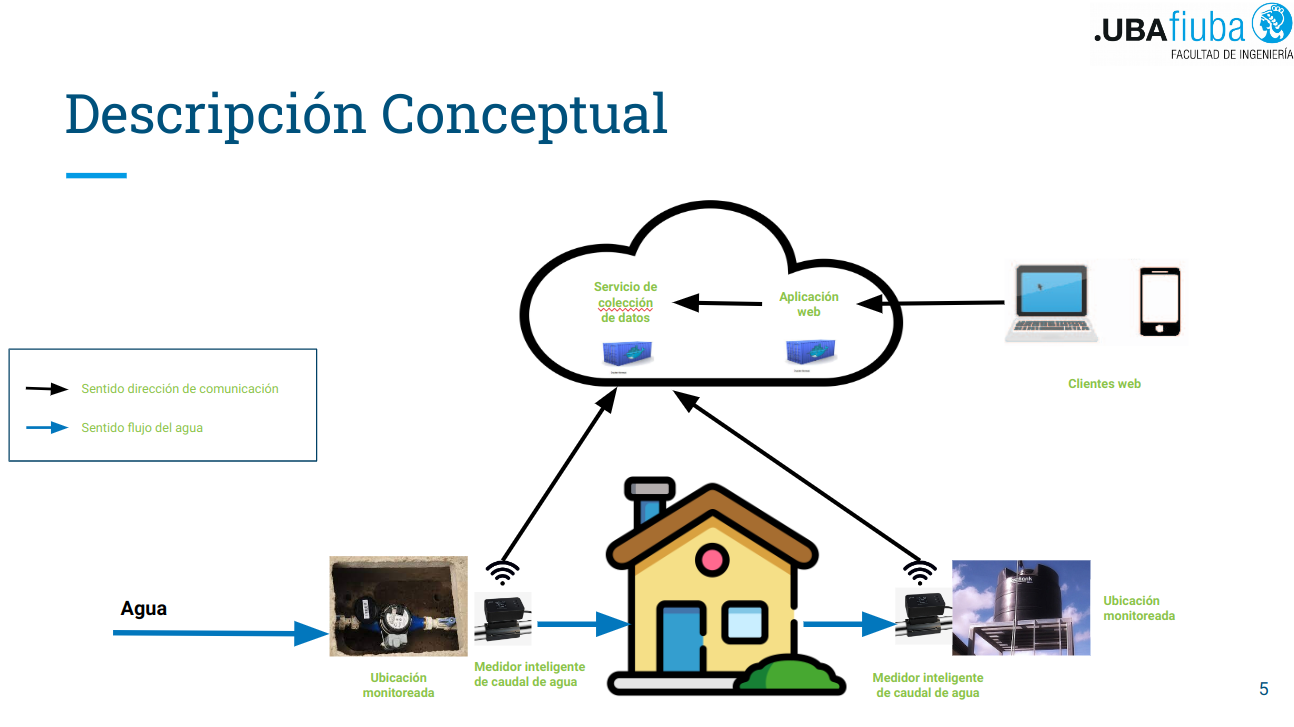 .UBAfiuba
FACULTAD DE INGENIERÍA
Descripción Conceptual
Servicio de
colección
de datos
Aplicación
web
Clientes web
Sentido dirección de comunicación
Sentido flujo del agua
Agua
Ubicación
monitoreada
Medidor inteligente
de caudal de agua
Medidor inteligente
de caudal de agua
Ubicación
monitoreada
5